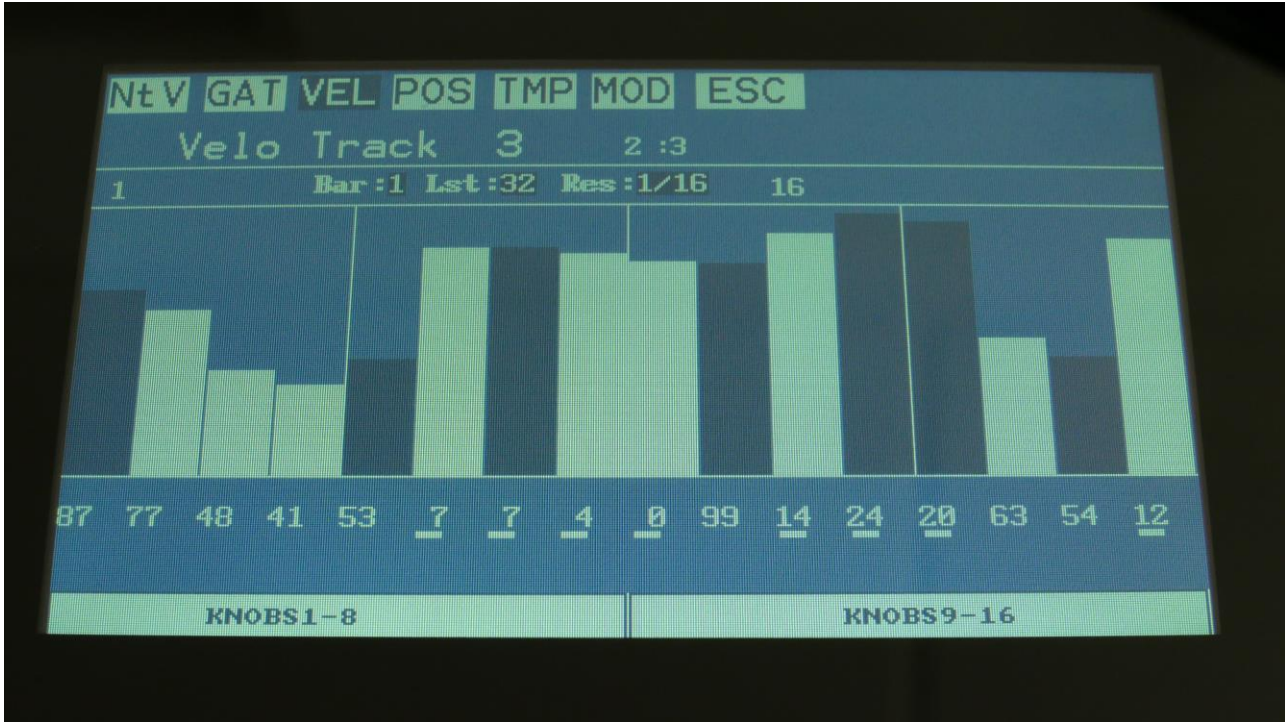 Nt V GAT VEL POS TMP MOD ESC
Velo Track 3 2 :3
1 Bar:1 Lst:32 Res:1/16 16
87 77 48 41 53 7 7 4 0 99 14 24 20 63 54 12
KNOBS1-8 KNOBS9-16